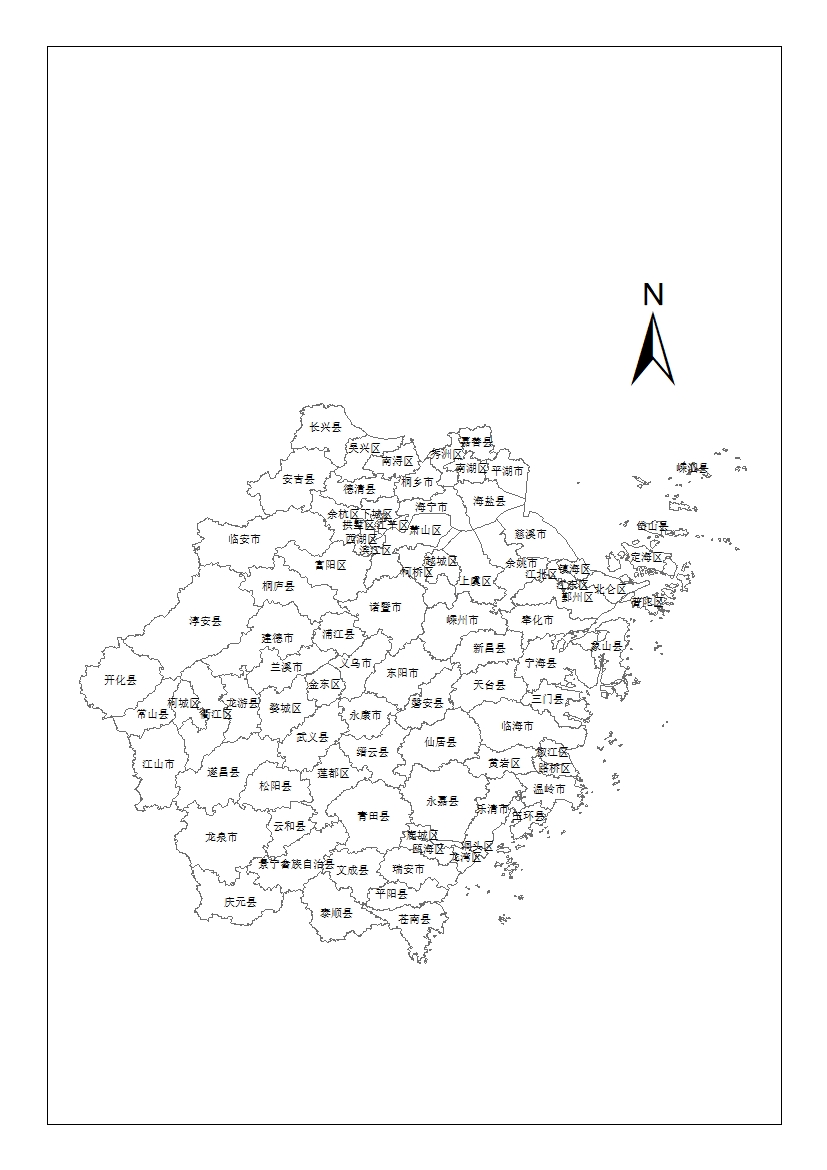 N
长兴县
吴兴区
嘉善县
秀洲区
南浔区
南湖区
平湖市
嵊泗县
安吉县
德清县
桐乡市
海盐县
海宁市
余杭区
下城区
拱墅区
江干区
萧山区
岱山县
慈溪市
临安市
西湖区
滨江区
定海区
富阳区
柯桥区
越城区
余姚市
镇海区
江北区
江东区
上虞区
北仑区
鄞州区
普陀区
桐庐县
诸暨市
淳安县
嵊州市
奉化市
建德市
浦江县
新昌县
象山县
兰溪市
义乌市
东阳市
宁海县
开化县
金东区
天台县
三门县
常山县
柯城区
衢江区
龙游县
婺城区
永康市
磐安县
临海市
武义县
缙云县
仙居县
椒江区
江山市
遂昌县
莲都区
黄岩区
路桥区
松阳县
温岭市
青田县
永嘉县
乐清市
玉环县
龙泉市
云和县
鹿城区
瓯海区
洞头区
龙湾区
景宁畲族自治县
文成县
瑞安市
平阳县
庆元县
泰顺县
苍南县